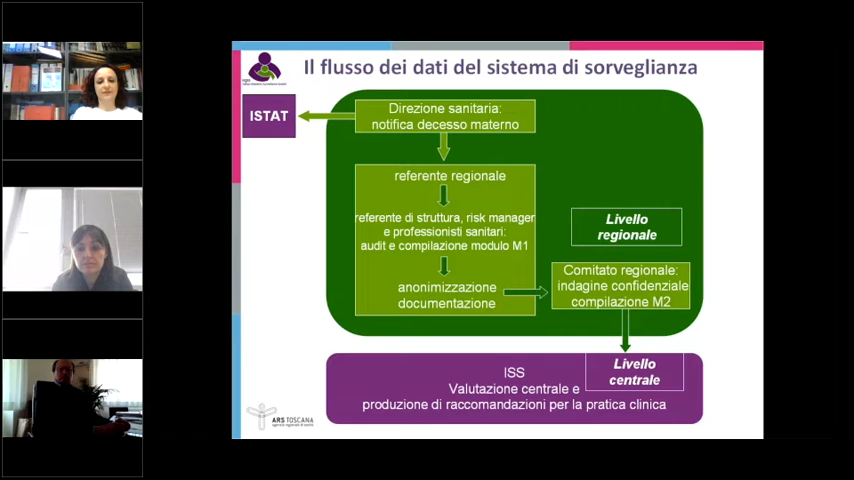 Il flusso dei dati del sistema di sorveglianza
ISTAT
Direzione sanitaria:
notifica decesso materno
referente regionale
referente di struttura, risk manager
e professionisti sanitari:
audit e compilazione modulo M1
anonimizzazione
documentazione
Livello
regionale
Comitato regionale:
indagine confidenziale
compilazione M2
Livello
centrale
ISS
Valutazione centrale e
produzione di raccomandazioni per la pratica clinica
ARS TOSCANA
agenzia regionale di sanità